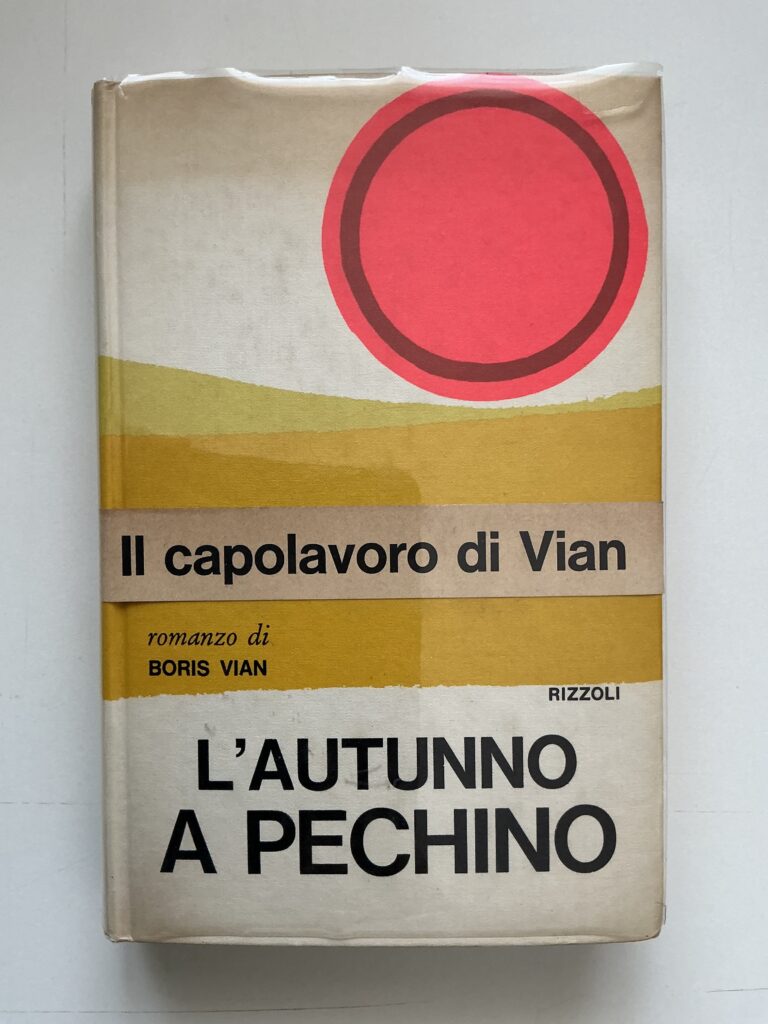 Il capolavoro di Vian
romanzo di
BORIS VIAN
RIZZOLI
L'AUTUNNO
A PECHINO